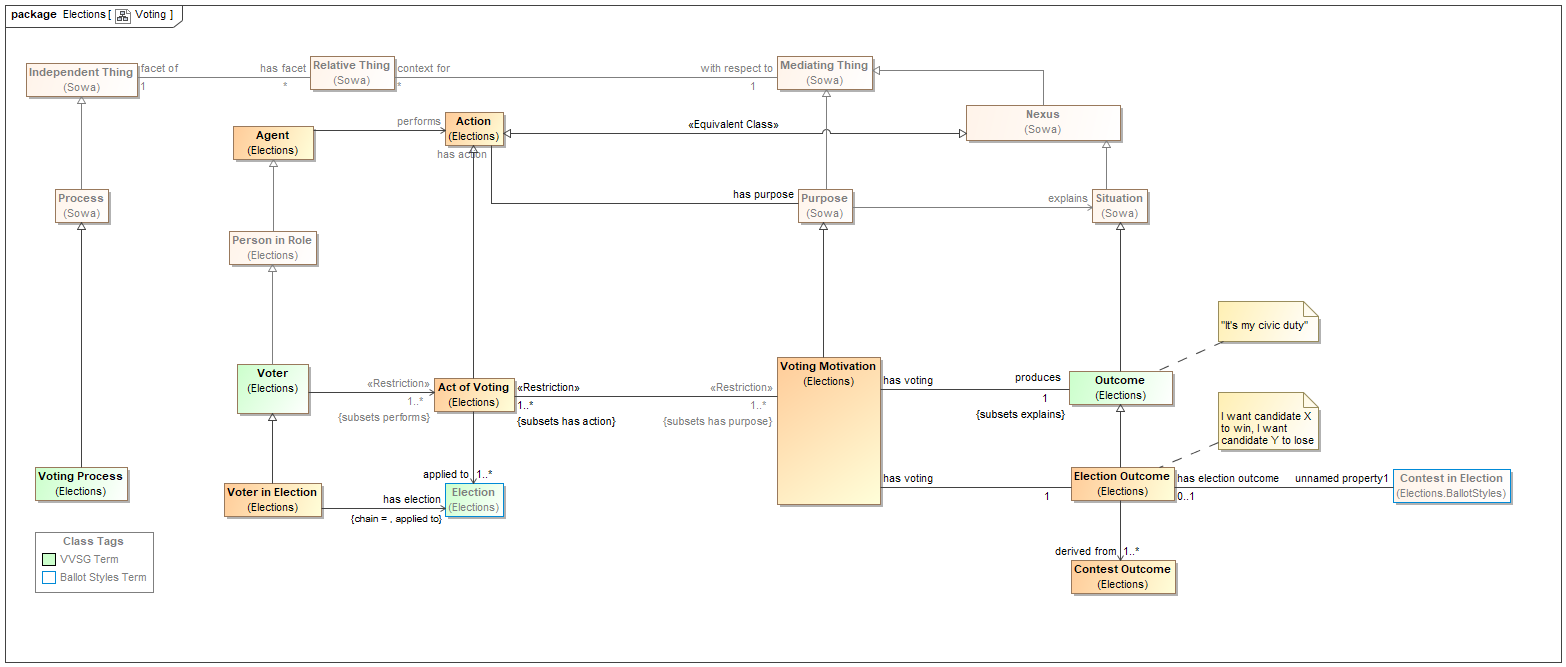 package Elections [ Voting ]
Independent Thing
(Sowa)
facet of
1
has facet
*
Relative Thing
(Sowa)
context for
*
with respect to
1
Mediating Thing
(Sowa)
Nexus
(Sowa)
Agent
(Elections)
performs
Action
(Elections)
has action
«Equivalent Class»
Process
(Sowa)
has purpose
Purpose
(Sowa)
explains
Situation
(Sowa)
Person in Role
(Elections)
"It's my civic duty"
Voter
(Elections)
«Restriction»
1..*
{subsets performs}
Act of Voting
(Elections)
«Restriction»
1..*
{subsets has action}
«Restriction»
1..*
{subsets has purpose}
Voting Motivation
(Elections)
has voting
produces
1
{subsets explains}
Outcome
(Elections)
I want candidate X
to win, I want
candidate Y to lose
Voting Process
(Elections)
Voter in Election
(Elections)
has election
{chain = , applied to}
applied to
1..*
Election
(Elections)
has voting
1
Election Outcome
(Elections)
has election outcome
0..1
unnamed property1
Contest in Election
(Elections.BallotStyles)
derived from
1..*
Contest Outcome
(Elections)
Class Tags
VVSG Term
Ballot Styles Term